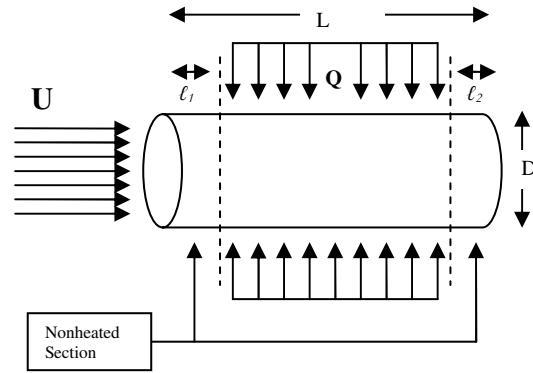 L
Q
ℓ1
ℓ2
U
D
Nonheated
Section